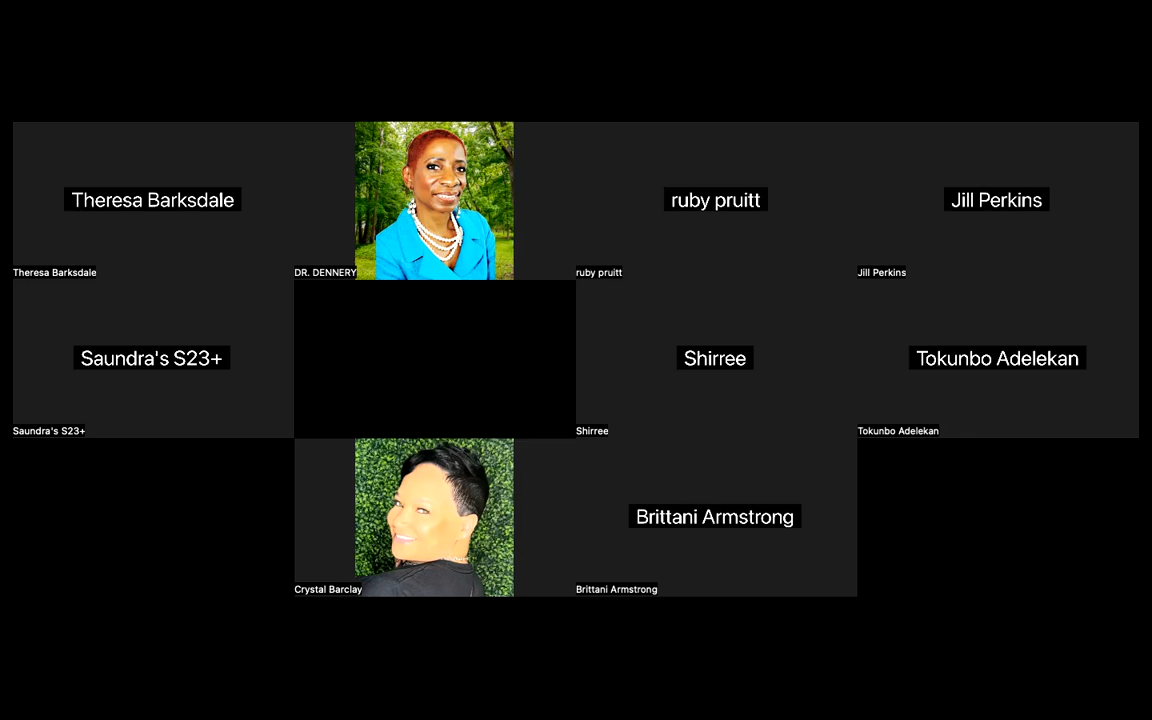 Theresa Barksdale
ruby pruitt
Jill Perkins
Theresa Barksdale
DR. DENNERY
ruby pruitt
Jill Perkins
Saundra's S23+
Shirree
Tokunbo Adelekan
Saundra's S23+
Shirree
Tokunbo Adelekan
Brittani Armstrong
Crystal Barclay
Brittani Armstrong